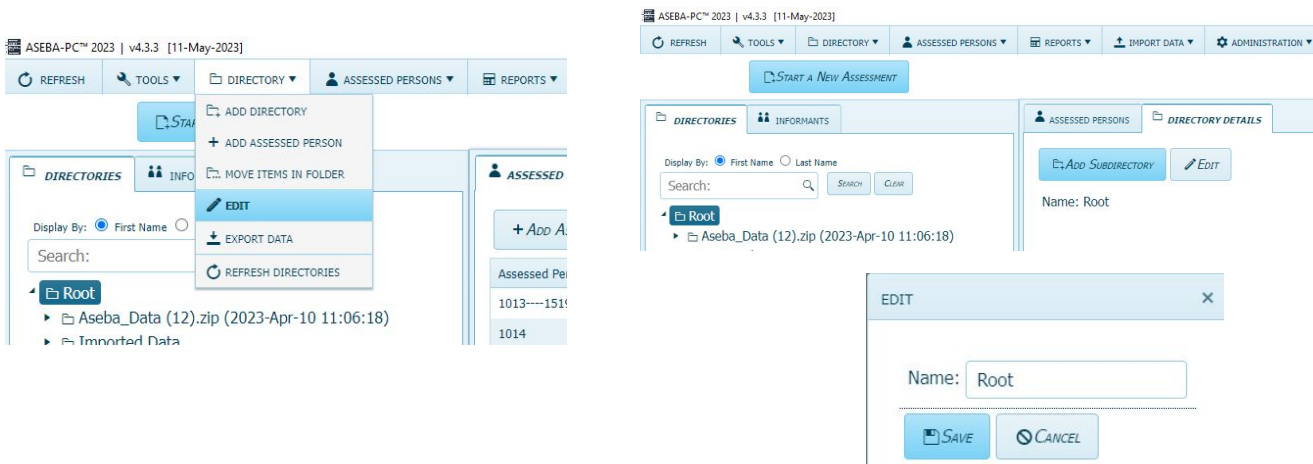 ASEBA-PC™ 2023 | v4.3.3 [11-May-2023]
REFRESH TOOLS ▼ DIRECTORY ▼ ASSESSED PERSONS ▼ REPORTS ▼
ADD DIRECTORY
+ ADD ASSESSED PERSON
MOVE ITEMS IN FOLDER
EDIT
EXPORT DATA
REFRESH DIRECTORIES
DIRECTORIES
ASSESSED
Display By: First Name
+ ADD
Search:
Assessed
Root
1013----1519
Aseba_Data (12).zip (2023-Apr-10 11:06:18)
1014
Imported Data
ASEBA-PC™ 2023 | v4.3.3 [11-May-2023]
REFRESH TOOLS ▼ DIRECTORY ▼ ASSESSED PERSONS ▼ REPORTS ▼ IMPORT DATA ▼ ADMINISTRATION ▼
START A NEW ASSESSMENT
DIRECTORIES INFORMANTS
ASSESSED PERSONS DIRECTORY DETAILS
Display By: First Name Last Name
Search: SEARCH CLEAR
ADD SUBDIRECTORY EDIT
Name: Root
Root
Aseba_Data (12).zip (2023-Apr-10 11:06:18)
EDIT ×
Name: Root
SAVE CANCEL